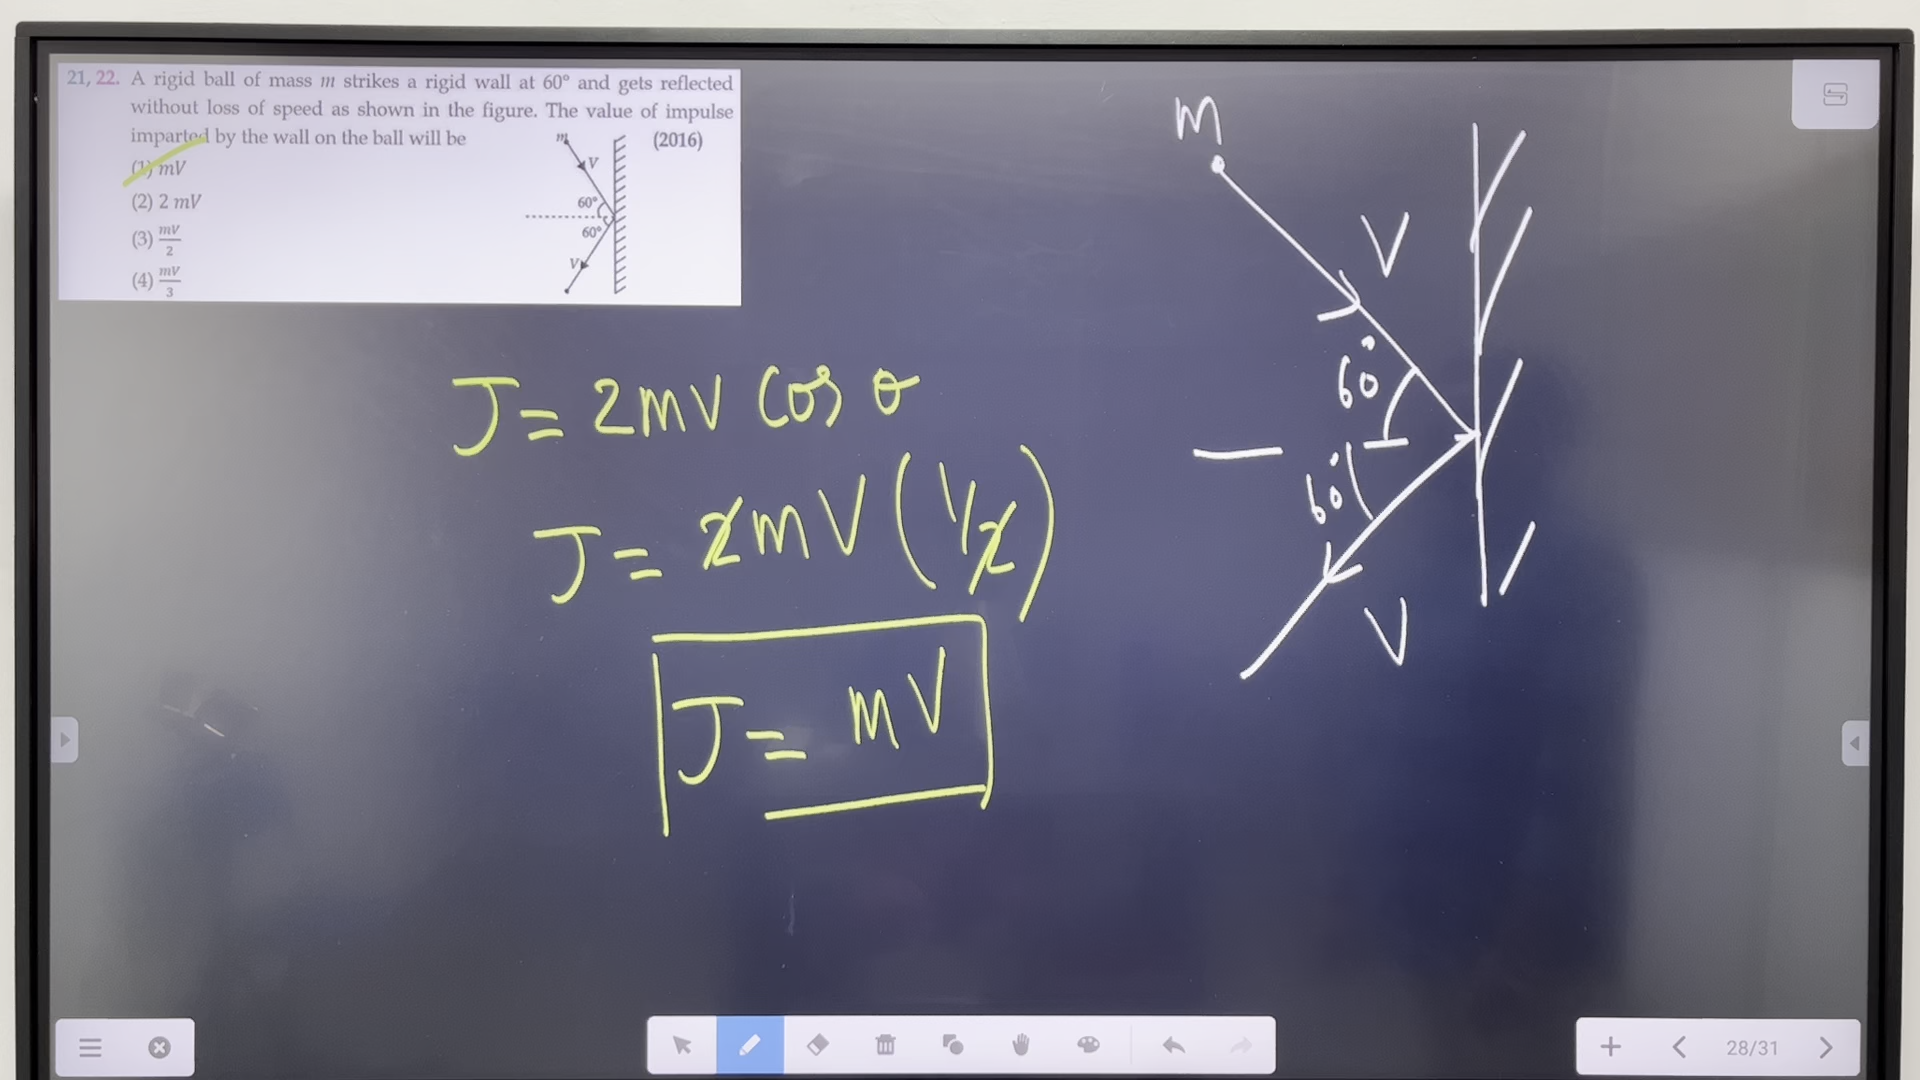 21, 22. A rigid ball of mass m strikes a rigid wall at 60° and gets reflected
without loss of speed as shown in the figure. The value of impulse
imparted by the wall on the ball will be (2016)
(1) mV
(2) 2 mV
(3) mV/2
(4) mV/3
m
V
60°
60°
V
m
V
60°
60°
V
J = 2mV Cos θ
J = 2mV (1/2)
J = mV
28/31